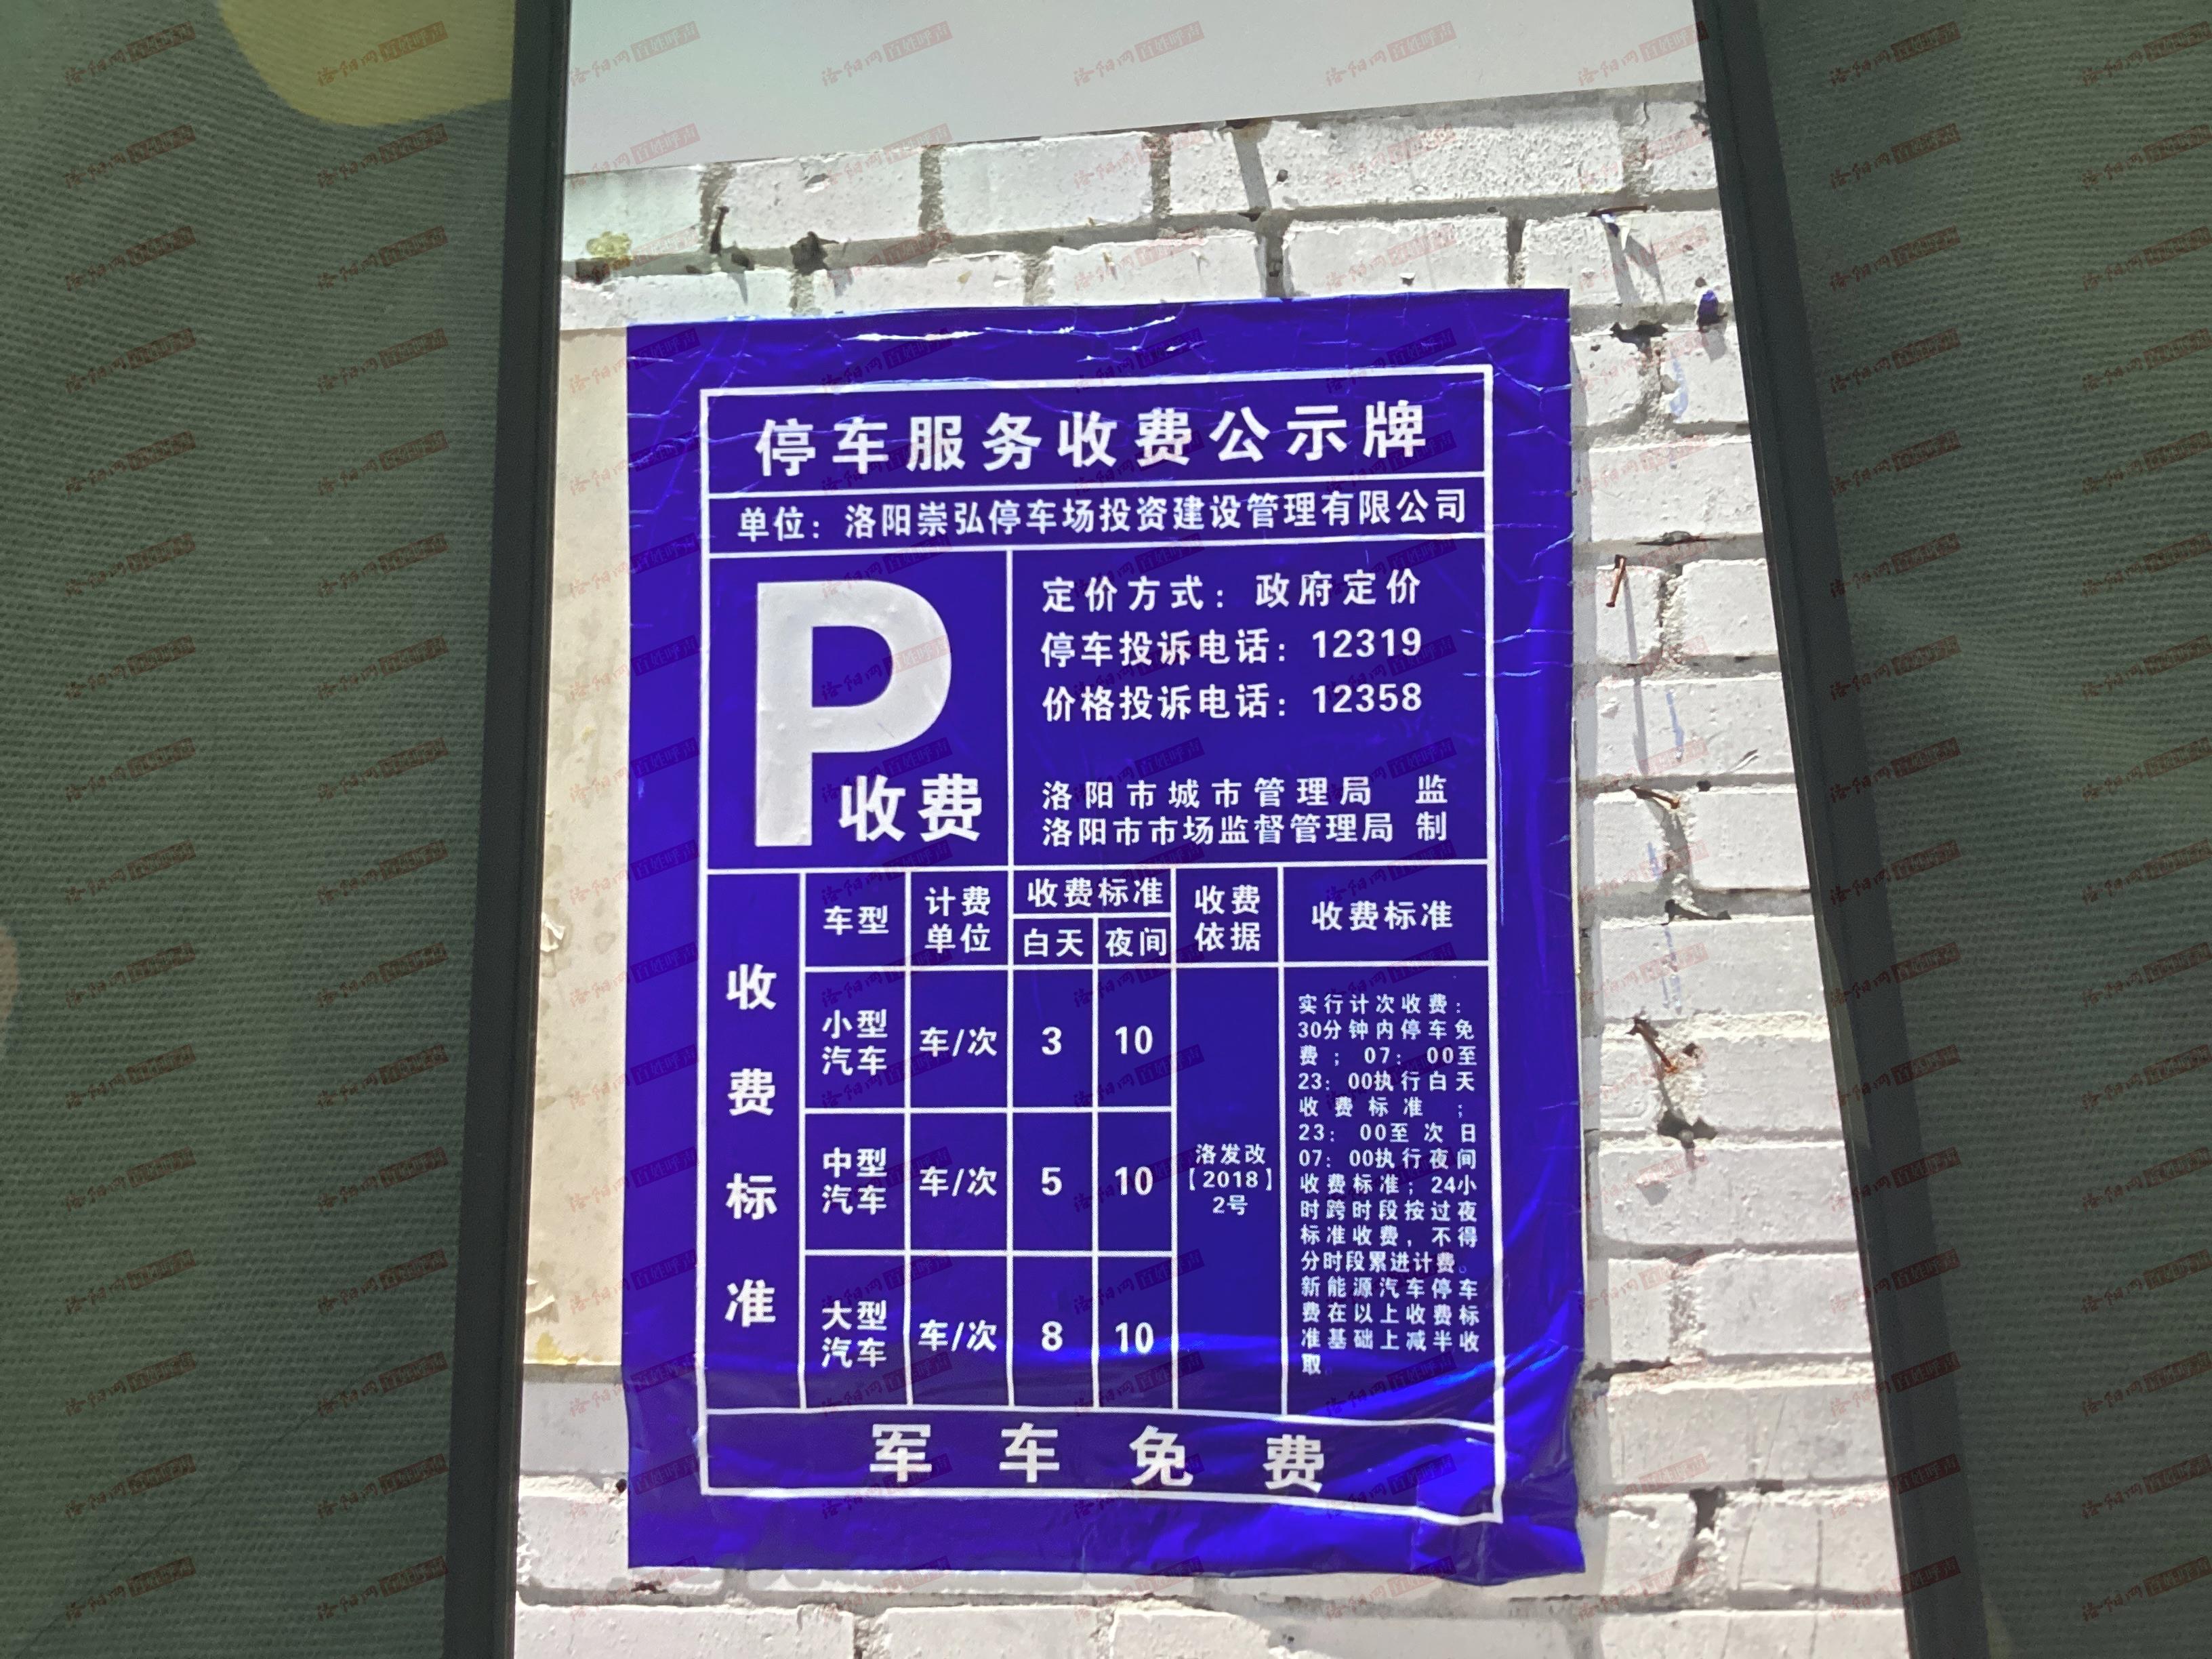 停车服务收费公示牌
单位：洛阳崇弘停车场投资建设管理有限公司
P
收费
定价方式：政府定价
停车投诉电话：12319
价格投诉电话：12358
洛阳市城市管理局 监
洛阳市市场监督管理局 制
收费标准
车型
计费
单位
收费标准
白天
夜间
收费
依据
收费标准
小型
汽车
车/次
3
10
中型
汽车
车/次
5
10
大型
汽车
车/次
8
10
洛发改
【2018】
2号
实行计次收费：
30分钟内停车免
费；07：00至
23：00执行白天
收费标准；
23：00至次日
07：00执行夜间
收费标准；24小
时跨时段按过夜
标准收费，不得
分时段累进计费。
新能源汽车停车
费在以上收费标
准基础上减半收
取
军车免费
洛阳网 百姓呼声